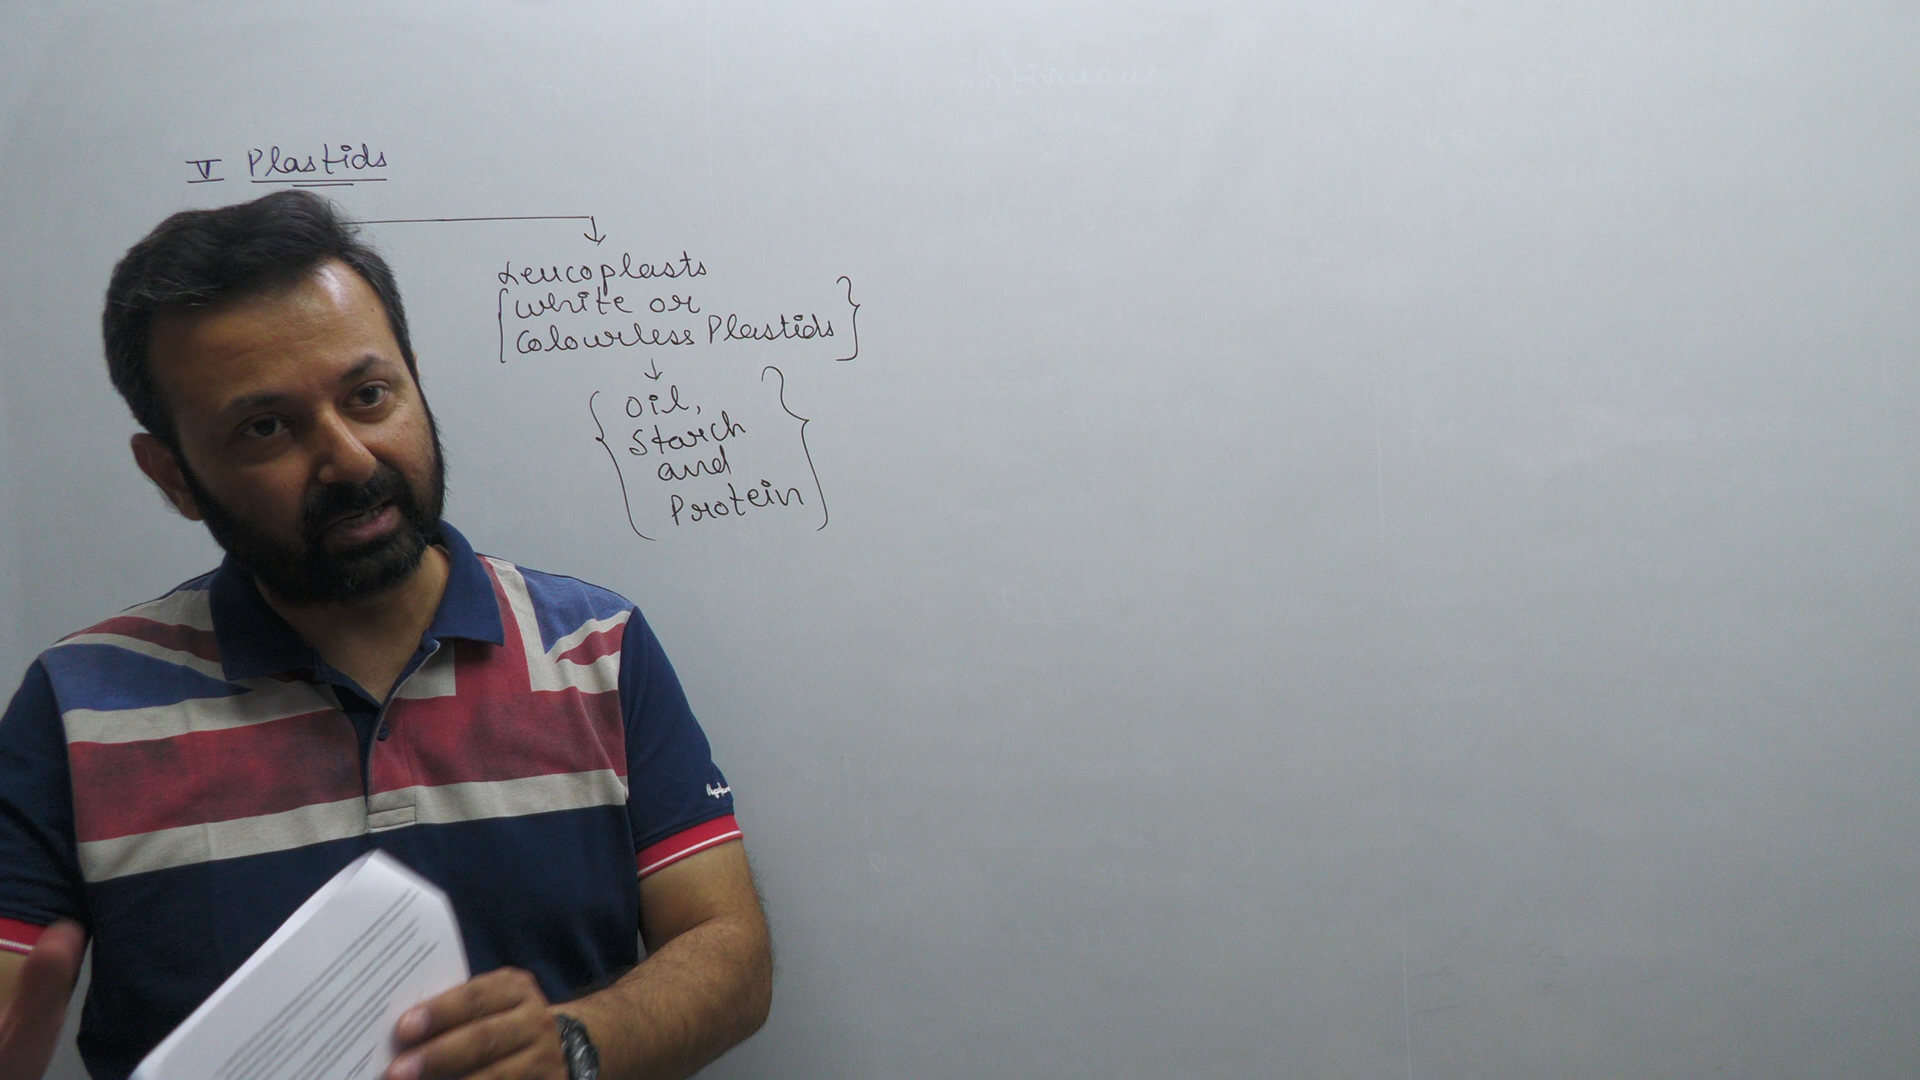 V Plastids
Leucoplasts
[White or
Colourless Plastids}
{Oil,
Starch
and
Protein}